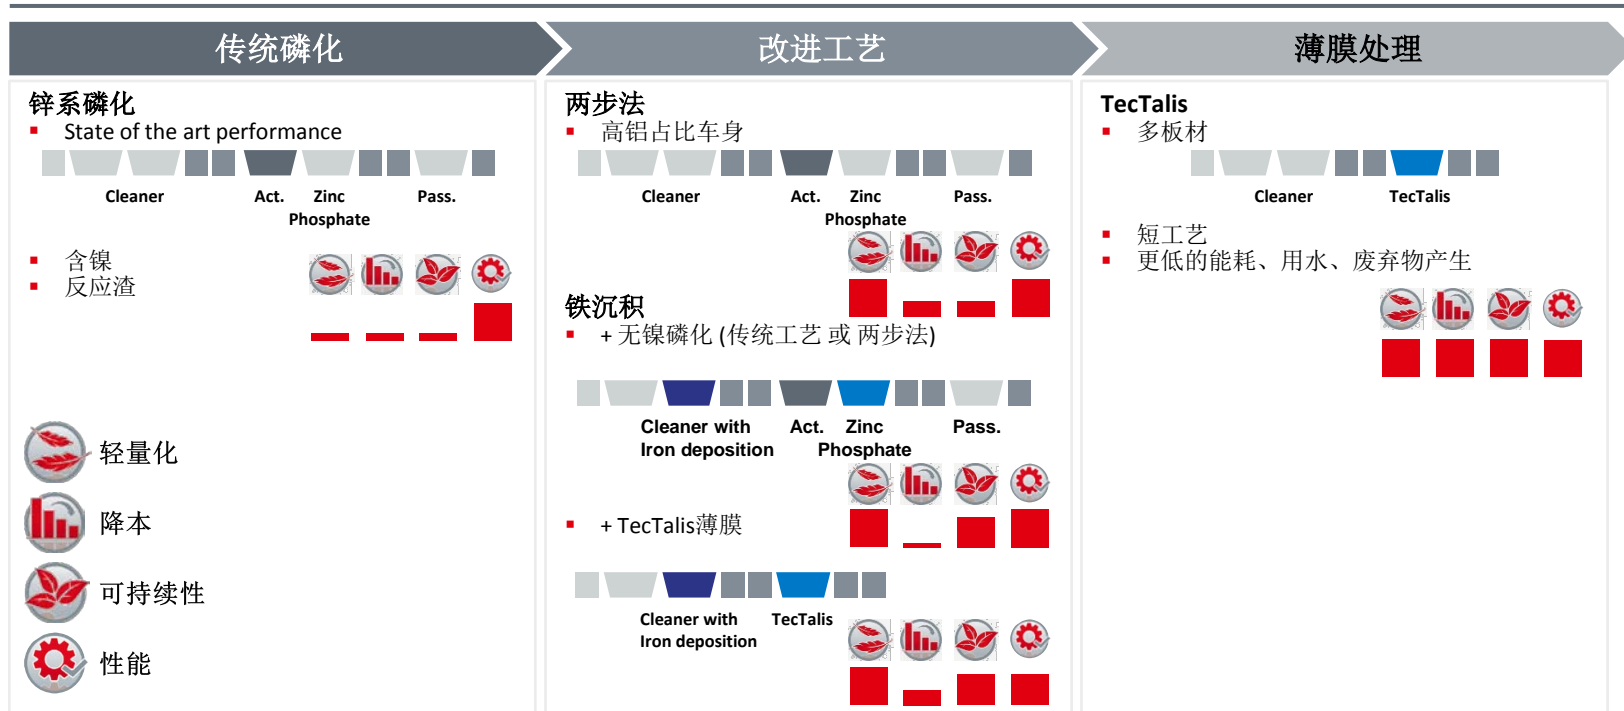 传统磷化
改进工艺
薄膜处理
锌系磷化
State of the art performance
Cleaner
Act.
Zinc
Phosphate
Pass.
含镍
反应渣
轻量化
降本
可持续性
性能
两步法
高铝占比车身
Cleaner
Act.
Zinc
Phosphate
Pass.
铁沉积
+ 无镍磷化 (传统工艺 或 两步法)
Cleaner with
Iron deposition
Act.
Zinc
Phosphate
Pass.
+ TecTalis薄膜
Cleaner with
Iron deposition
TecTalis
TecTalis
多板材
Cleaner
TecTalis
短工艺
更低的能耗、用水、废弃物产生